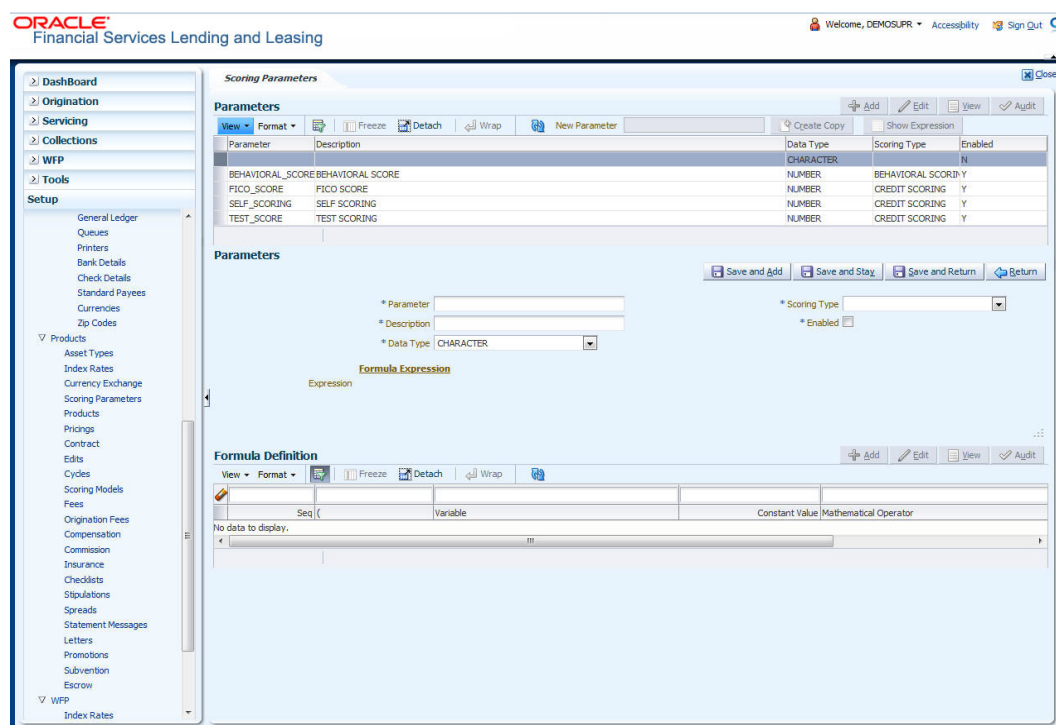 ORACLE
Financial Services Lending and Leasing
Welcome, DEMOSUPR Accessibility Sign Out
DashBoard
Origination
Servicing
Collections
WFP
Tools
Setup
General Ledger
Queues
Printers
Bank Details
Check Details
Standard Payees
Currencies
Zip Codes
Products
Asset Types
Index Rates
Currency Exchange
Scoring Parameters
Products
Pricings
Contract
Edits
Cycles
Scoring Models
Fees
Origination Fees
Compensation
Commission
Insurance
Checklists
Stipulations
Spreads
Statement Messages
Letters
Promotions
Subvention
Escrow
WFP
Index Rates
Scoring Parameters Close
Parameters Add Edit View Audit
View Format Freeze Detach Wrap New Parameter Create Copy Show Expression
Parameter Description Data Type Scoring Type Enabled
CHARACTER N
BEHAVIORAL_SCORE BEHAVIORAL SCORE NUMBER BEHAVIORAL SCORIN Y
FICO_SCORE FICO SCORE NUMBER CREDIT SCORING Y
SELF_SCORING SELF SCORING NUMBER CREDIT SCORING Y
TEST_SCORE TEST SCORING NUMBER CREDIT SCORING Y
Parameters
Save and Add Save and Stay Save and Return Return
* Parameter * Scoring Type
* Description * Enabled
* Data Type CHARACTER
Formula Expression
Expression
Formula Definition Add Edit View Audit
View Format Freeze Detach Wrap
Seq ( Variable Constant Value Mathematical Operator
No data to display.